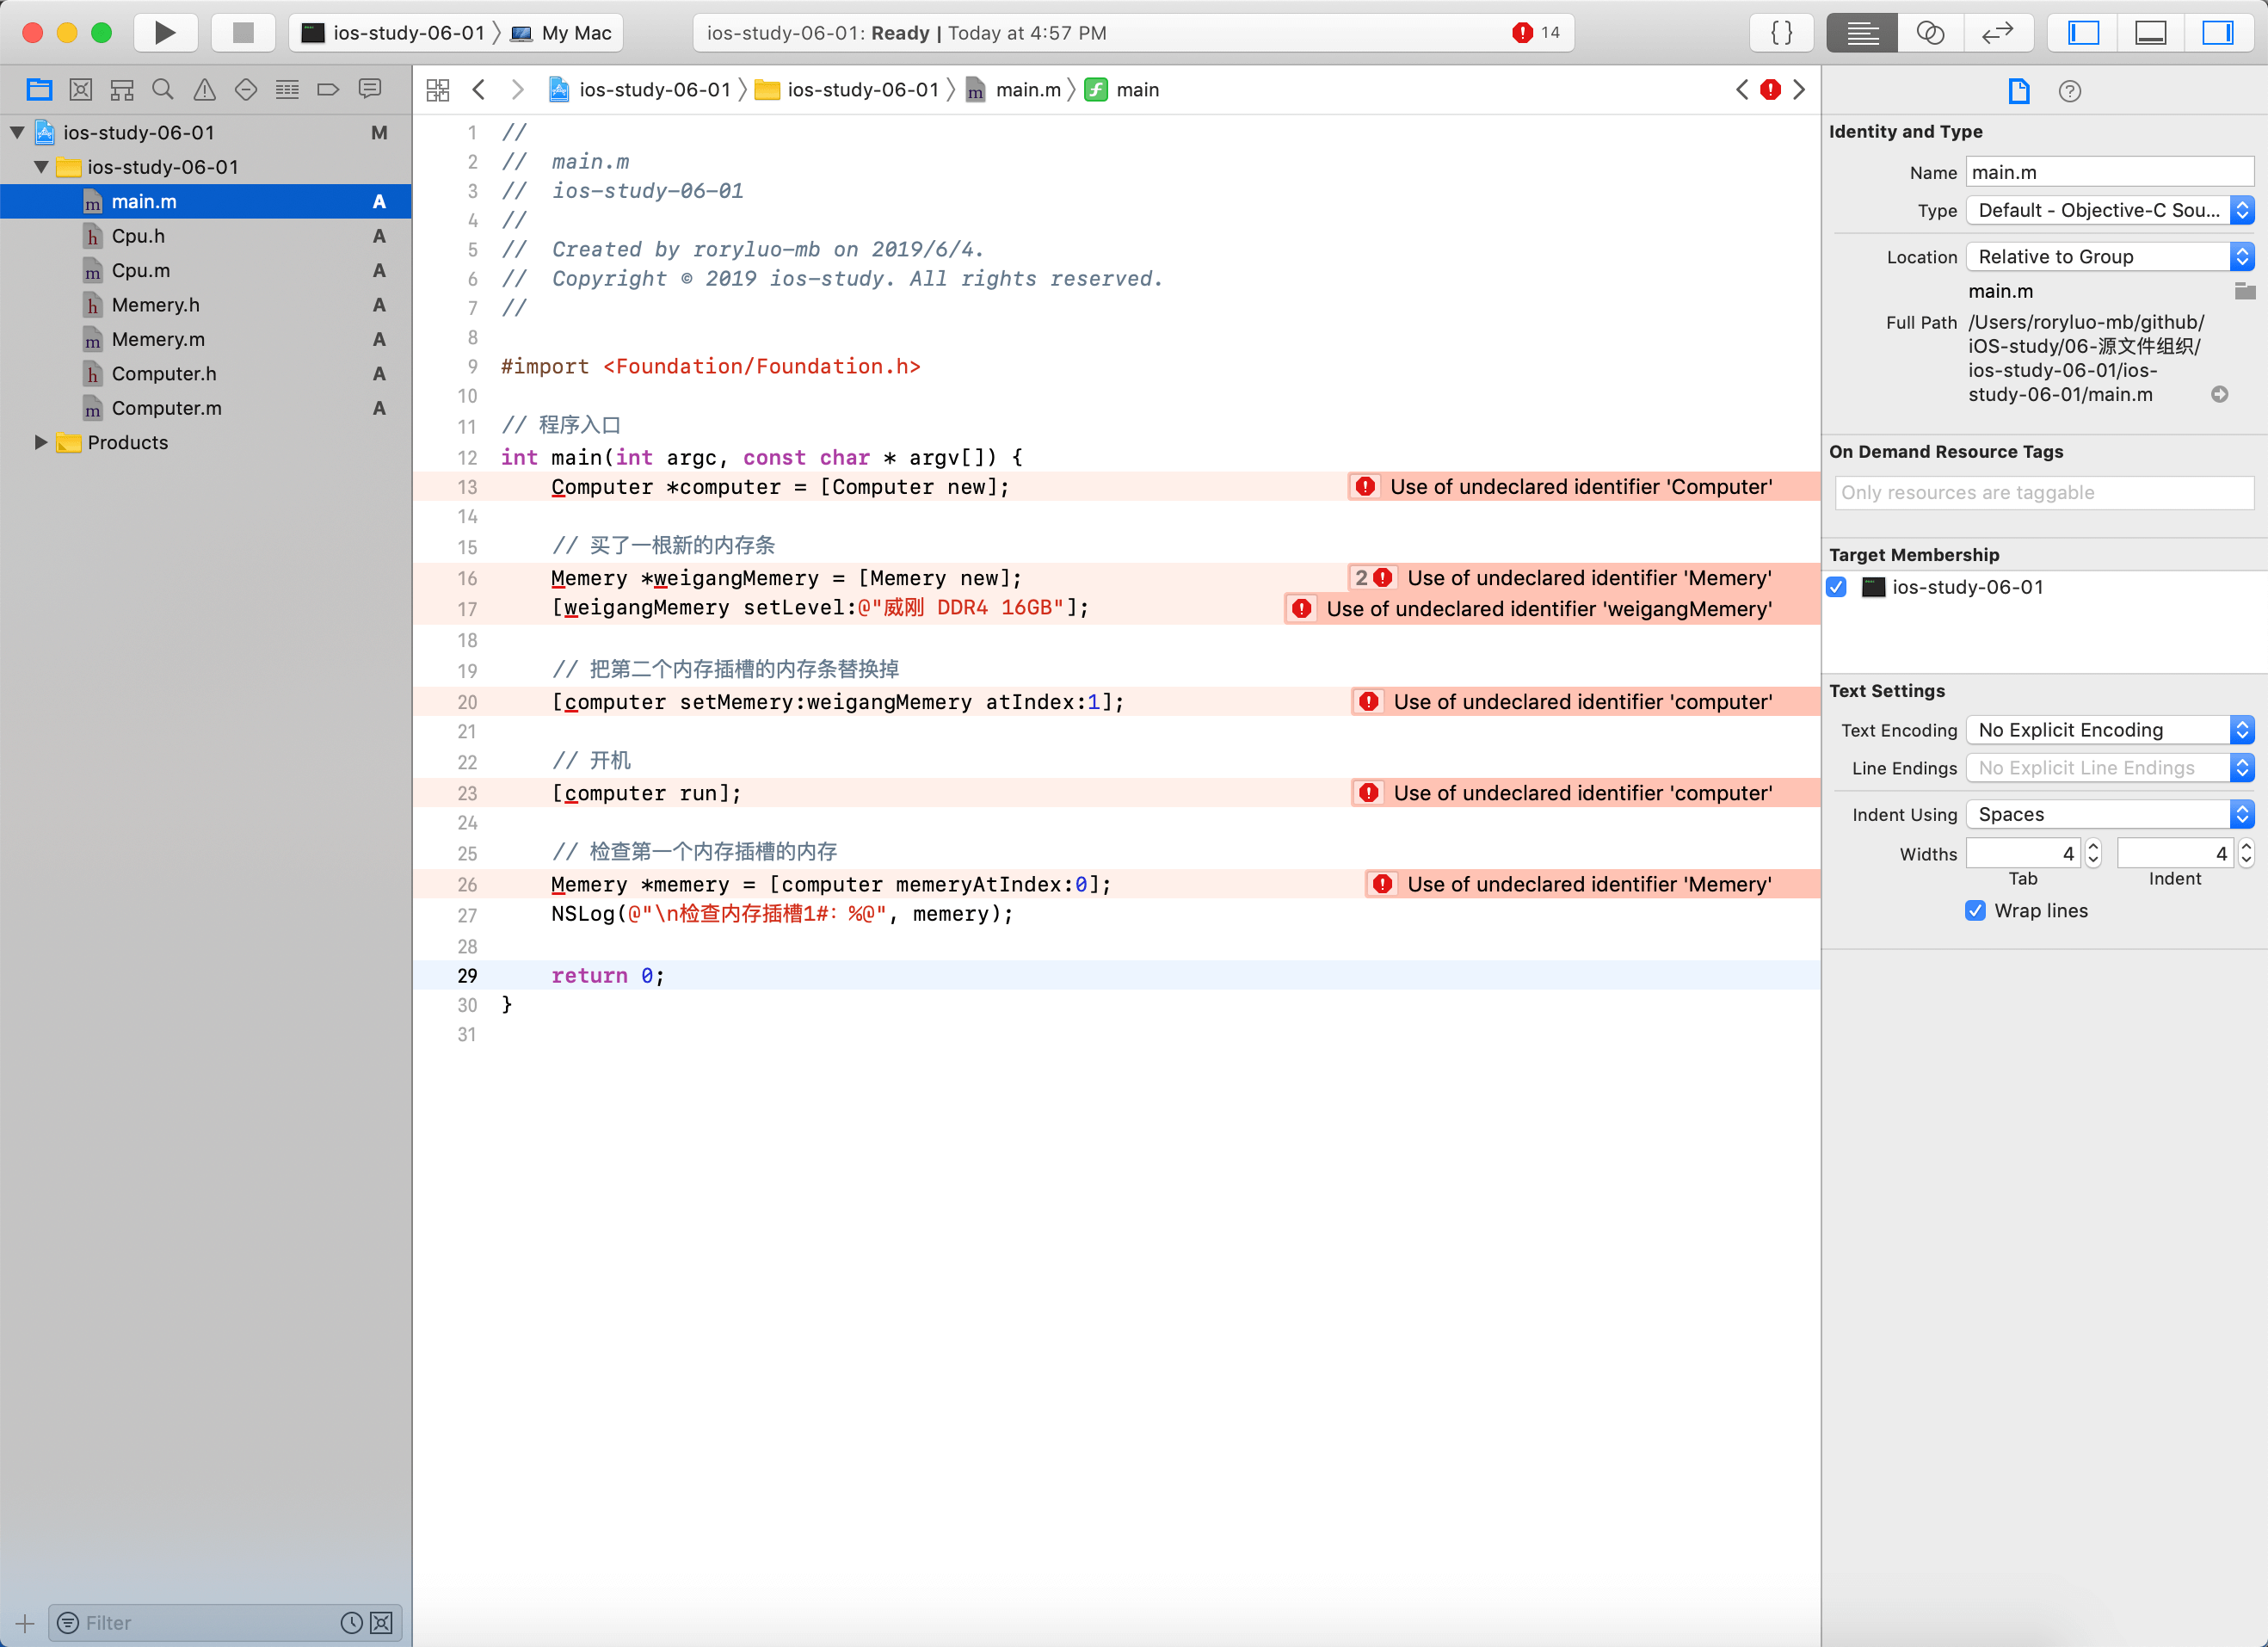 ios-study-06-01 My Mac
ios-study-06-01: Ready | Today at 4:57 PM
14
{ }
ios-study-06-01 M
ios-study-06-01
main.m A
Cpu.h A
Cpu.m A
Memery.h A
Memery.m A
Computer.h A
Computer.m A
Products
Filter
ios-study-06-01 ios-study-06-01 main.m main
1 //
2 //  main.m
3 //  ios-study-06-01
4 //
5 //  Created by roryluo-mb on 2019/6/4.
6 //  Copyright © 2019 ios-study. All rights reserved.
7 //
8
9 #import <Foundation/Foundation.h>
10
11 // 程序入口
12 int main(int argc, const char * argv[]) {
13     Computer *computer = [Computer new]; Use of undeclared identifier 'Computer'
14
15     // 买了一根新的内存条
16     Memery *weigangMemery = [Memery new]; 2 Use of undeclared identifier 'Memery'
17     [weigangMemery setLevel:@"威刚 DDR4 16GB"]; Use of undeclared identifier 'weigangMemery'
18
19     // 把第二个内存插槽的内存条替换掉
20     [computer setMemery:weigangMemery atIndex:1]; Use of undeclared identifier 'computer'
21
22     // 开机
23     [computer run]; Use of undeclared identifier 'computer'
24
25     // 检查第一个内存插槽的内存
26     Memery *memery = [computer memeryAtIndex:0]; Use of undeclared identifier 'Memery'
27     NSLog(@"\n检查内存插槽1#: %@", memery);
28
29     return 0;
30 }
31
Identity and Type
Name main.m
Type Default - Objective-C Sou...
Location Relative to Group
main.m
Full Path /Users/roryluo-mb/github/
iOS-study/06-源文件组织/
ios-study-06-01/ios-
study-06-01/main.m
On Demand Resource Tags
Only resources are taggable
Target Membership
ios-study-06-01
Text Settings
Text Encoding No Explicit Encoding
Line Endings No Explicit Line Endings
Indent Using Spaces
Widths 4 4
Tab Indent
Wrap lines